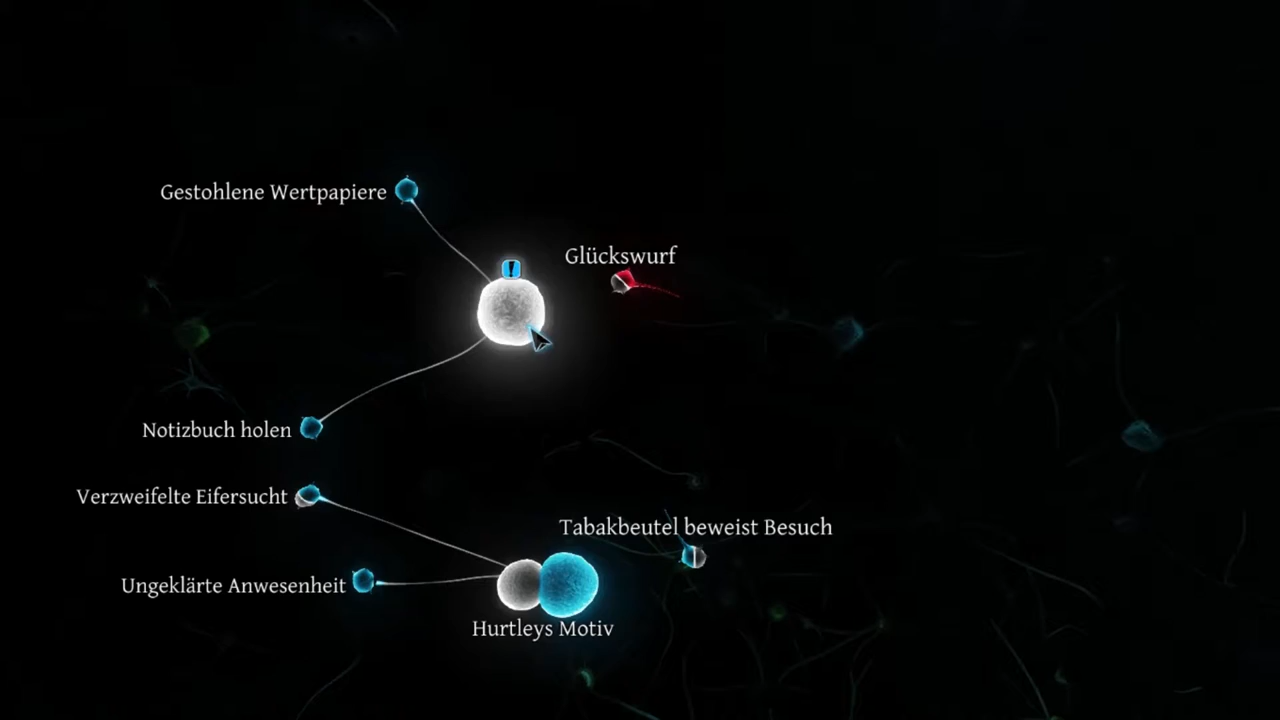 Gestohlene Wertpapiere
Glückswurf
Notizbuch holen
Verzweifelte Eifersucht
Tabakbeutel beweist Besuch
Ungeklärte Anwesenheit
Hurtleys Motiv